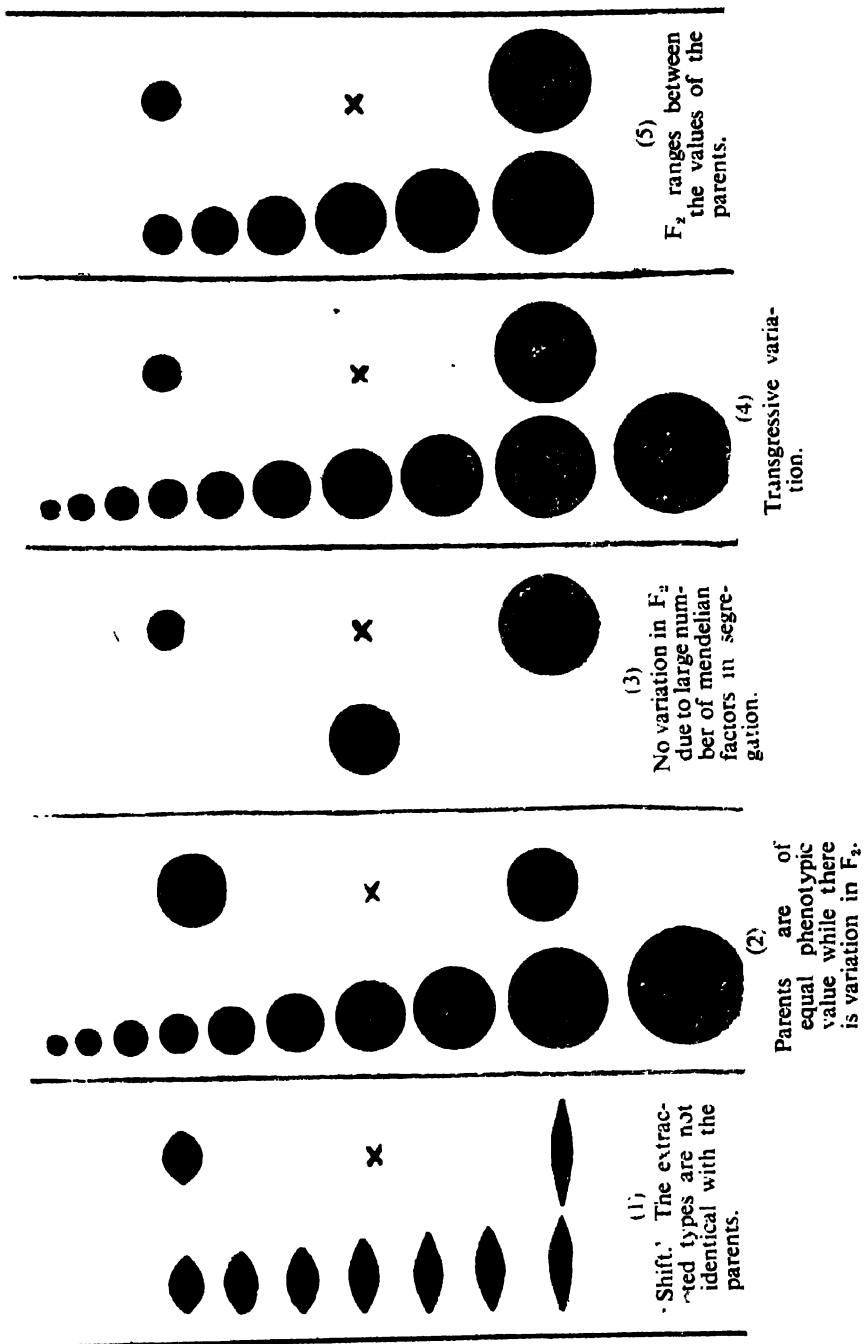 (1)
'Shift.' The extrac-
ted types are not
identical with the
parents.
(2)
Parents are of
equal phenotypic
value while there
is variation in F₂.
(3)
No variation in F₂
due to large num-
ber of mendelian
factors in segre-
gation.
(4)
Transgressive varia-
tion.
(5)
F₂ ranges between
the values of the
parents.
x
x
x
x
x